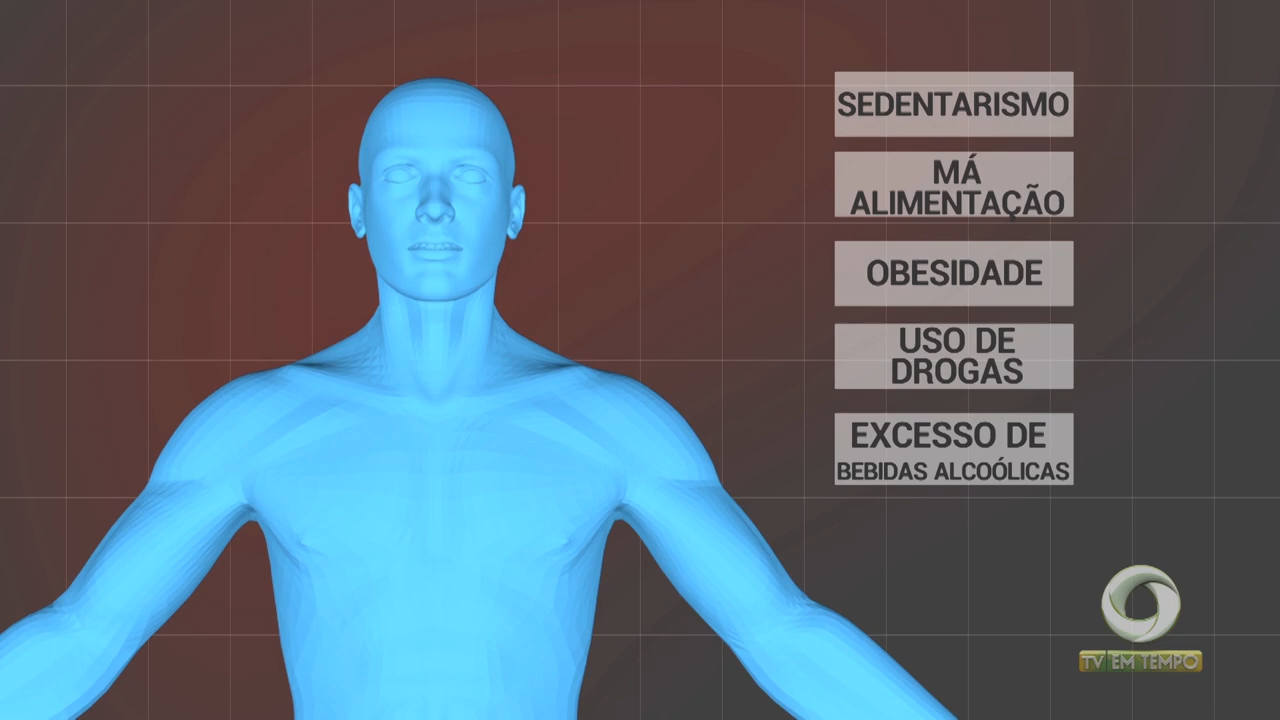 SEDENTARISMO
MÁ
ALIMENTAÇÃO
OBESIDADE
USO DE
DROGAS
EXCESSO DE
BEBIDAS ALCOÓLICAS
TV EM TEMPO